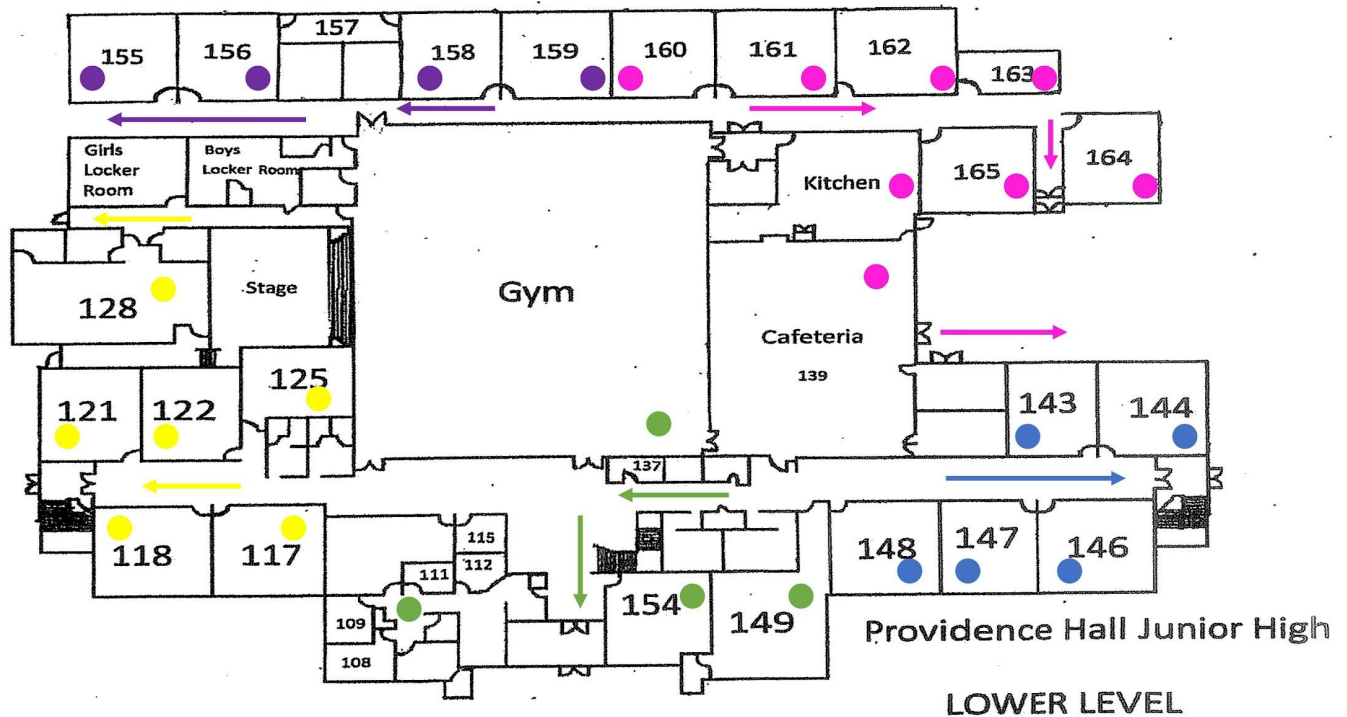 155
156
157
158
159
160
161
162
163
Girls
Locker
Room
Boys
Locker Room
Kitchen
165
164
128
Stage
Gym
Cafeteria
139
125
121
122
143
144
137
118
117
115
112
111
109
108
154
149
148
147
146
Providence Hall Junior High
LOWER LEVEL